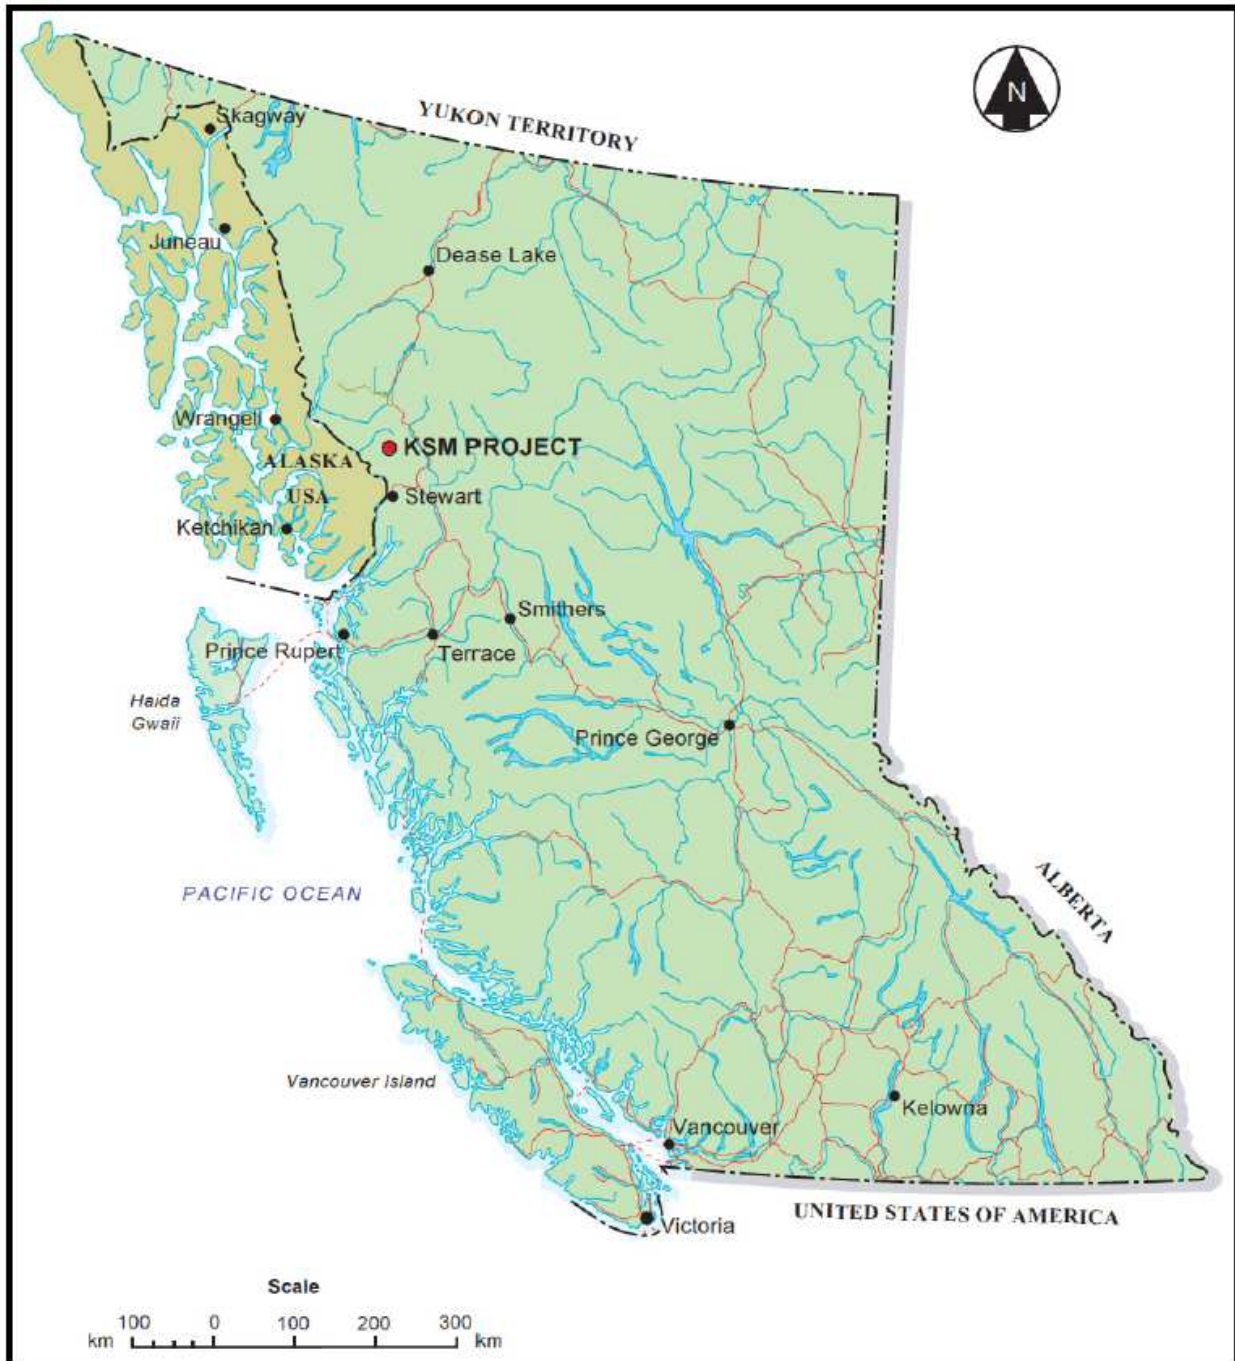 N
YUKON TERRITORY
Skagway
Juneau
Dease Lake
Wrangell
KSM PROJECT
ALASKA
USA
Stewart
Ketchikan
Smithers
Prince Rupert
Terrace
Haida
Gwaii
Prince George
PACIFIC OCEAN
ALBERTA
Vancouver Island
Kelowna
Vancouver
UNITED STATES OF AMERICA
Victoria
Scale
100 0 100 200 300
km km